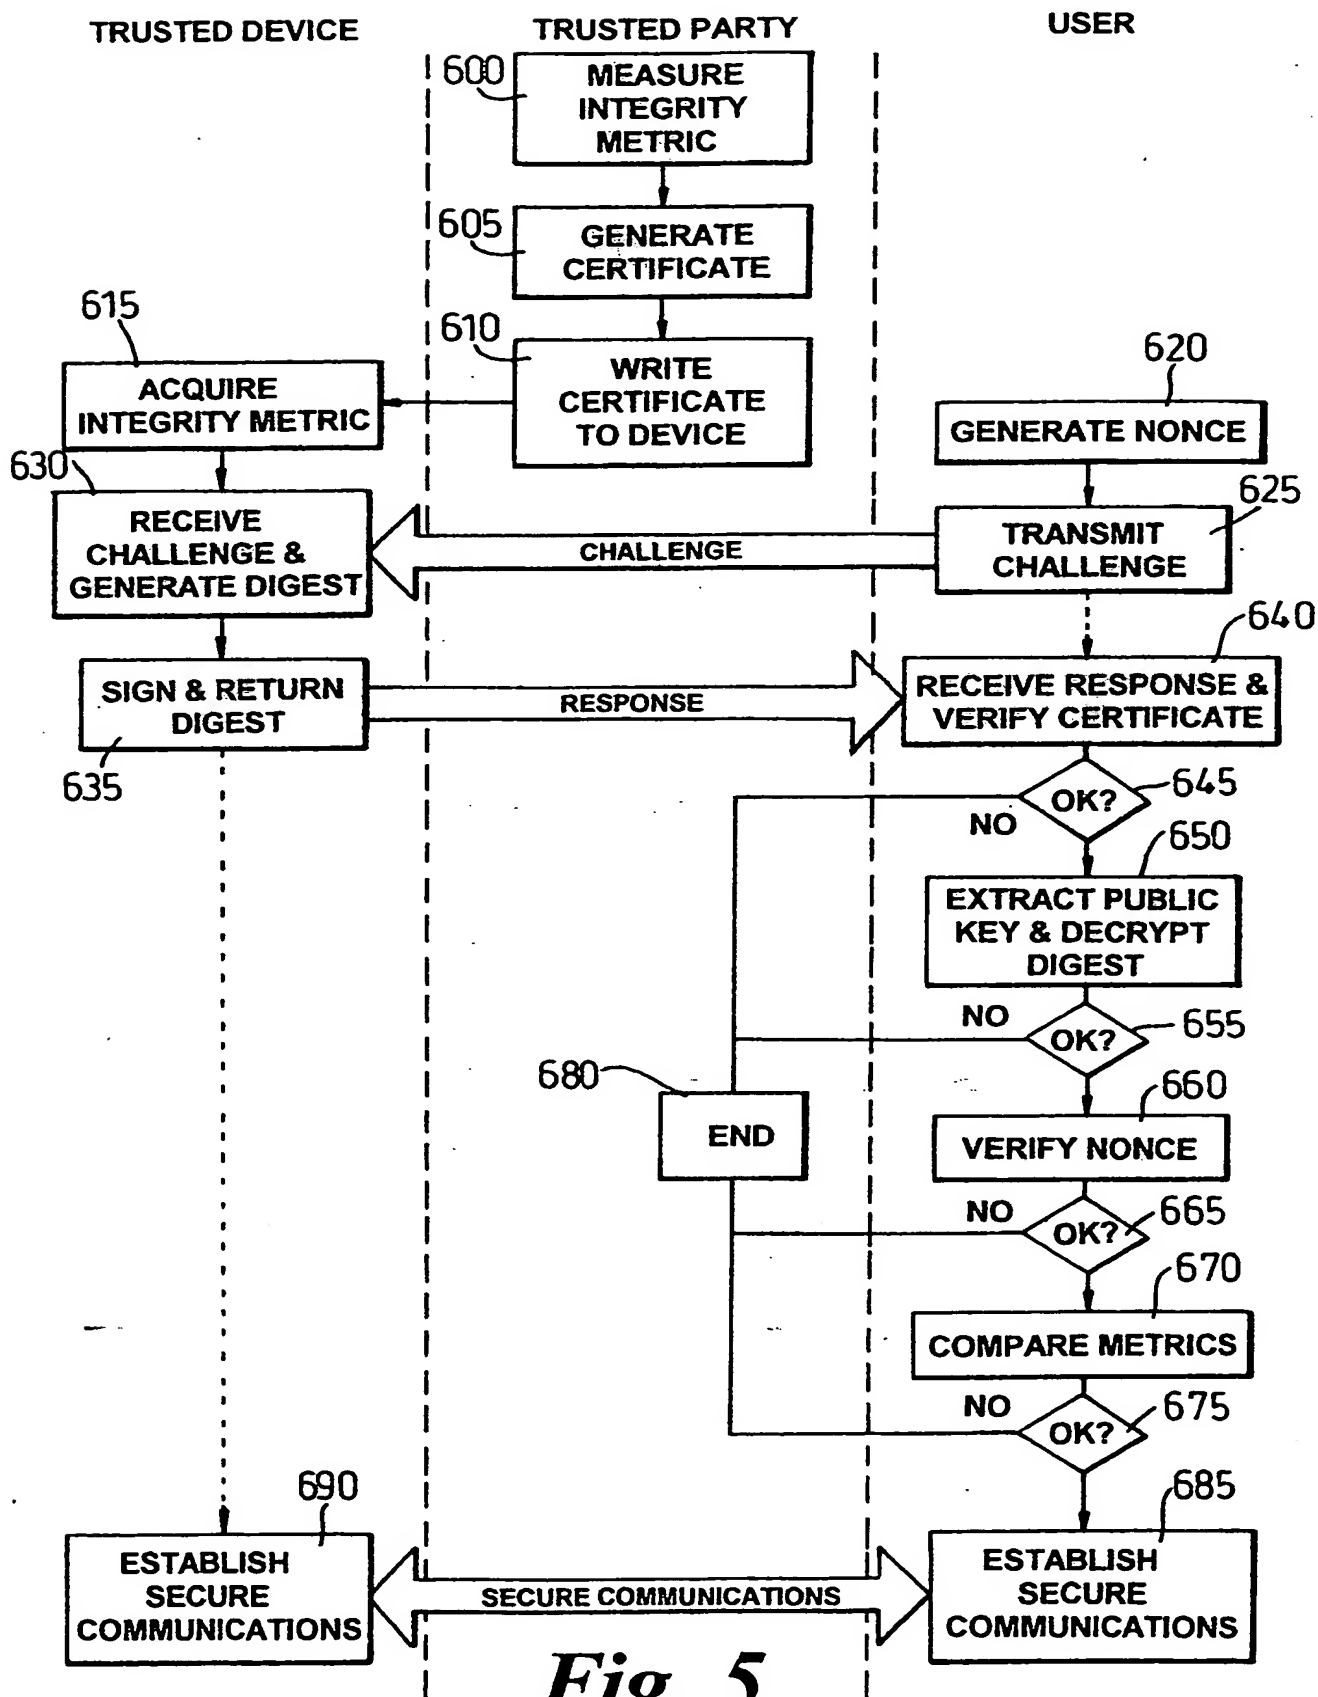 TRUSTED DEVICE
TRUSTED PARTY
USER
600
MEASURE
INTEGRITY
METRIC
605
GENERATE
CERTIFICATE
610
WRITE
CERTIFICATE
TO DEVICE
615
ACQUIRE
INTEGRITY METRIC
620
GENERATE NONCE
625
TRANSMIT
CHALLENGE
CHALLENGE
630
RECEIVE
CHALLENGE &
GENERATE DIGEST
635
SIGN & RETURN
DIGEST
RESPONSE
640
RECEIVE RESPONSE &
VERIFY CERTIFICATE
645
OK?
NO
650
EXTRACT PUBLIC
KEY & DECRYPT
DIGEST
655
OK?
NO
660
VERIFY NONCE
665
OK?
NO
670
COMPARE METRICS
675
OK?
NO
680
END
685
ESTABLISH
SECURE
COMMUNICATIONS
SECURE COMMUNICATIONS
690
ESTABLISH
SECURE
COMMUNICATIONS
Fig. 5